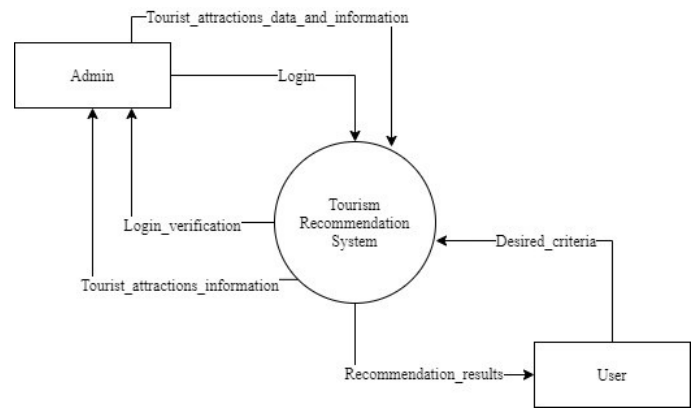 Tourist_attractions_data_and_information
Admin
Login
Tourism
Recommendation
System
Login_verification
Desired_criteria
Tourist_attractions_information
Recommendation_results
User